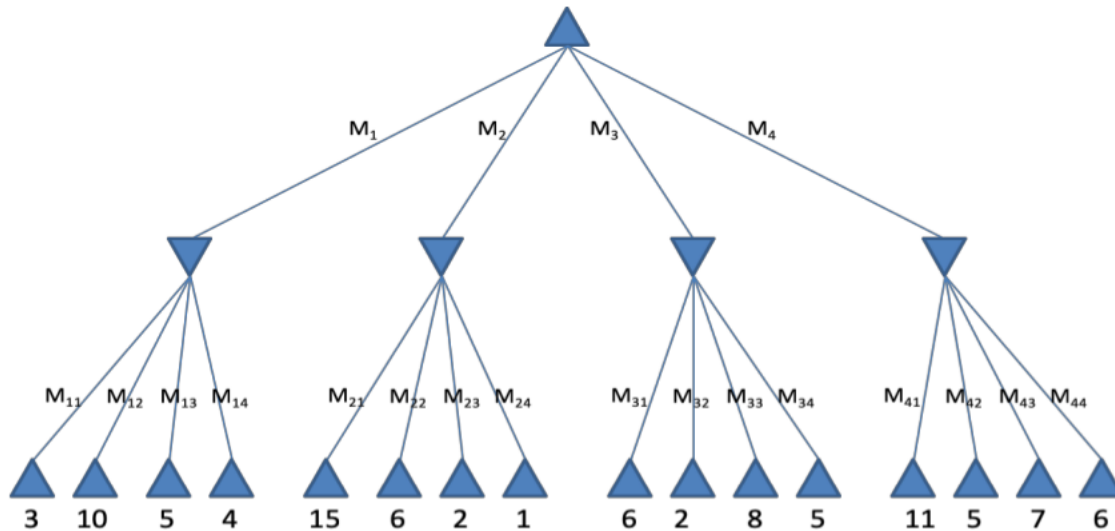 M₁ M₂ M₃ M₄
M₁₁ M₁₂ M₁₃ M₁₄ M₂₁ M₂₂ M₂₃ M₂₄ M₃₁ M₃₂ M₃₃ M₃₄ M₄₁ M₄₂ M₄₃ M₄₄
3 10 5 4 15 6 2 1 6 2 8 5 11 5 7 6